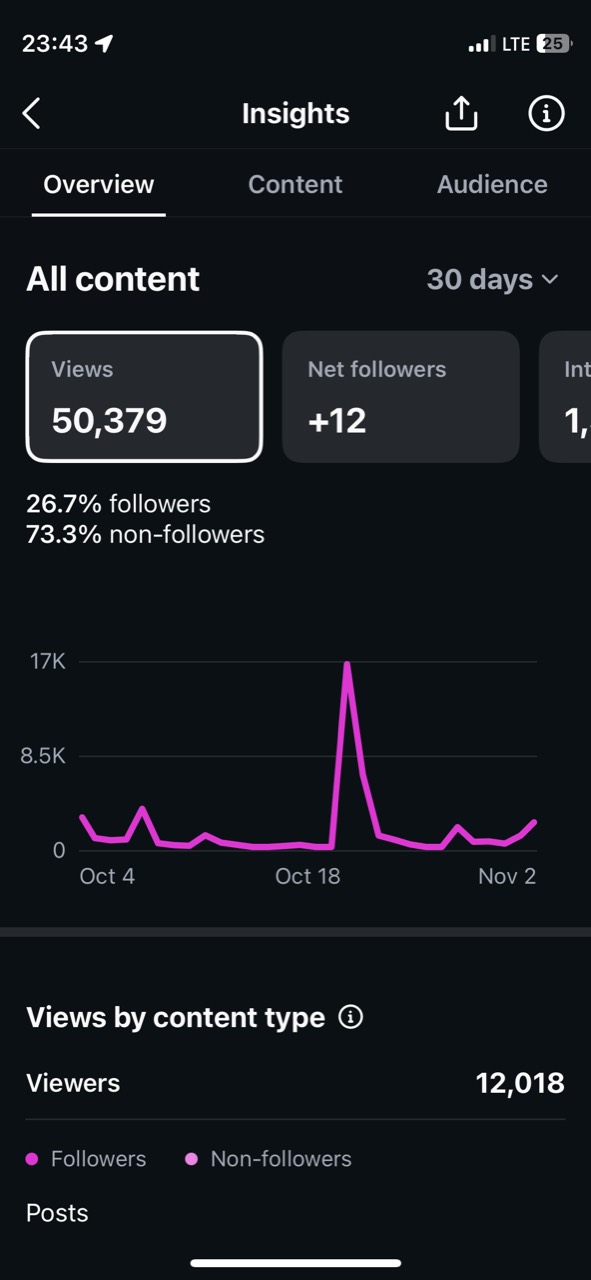 23:43
LTE 25
Insights
Overview Content Audience
All content 30 days
Views Net followers Int
50,379 +12 1,
26.7% followers
73.3% non-followers
17K
8.5K
0
Oct 4 Oct 18 Nov 2
Views by content type
Viewers 12,018
Followers Non-followers
Posts